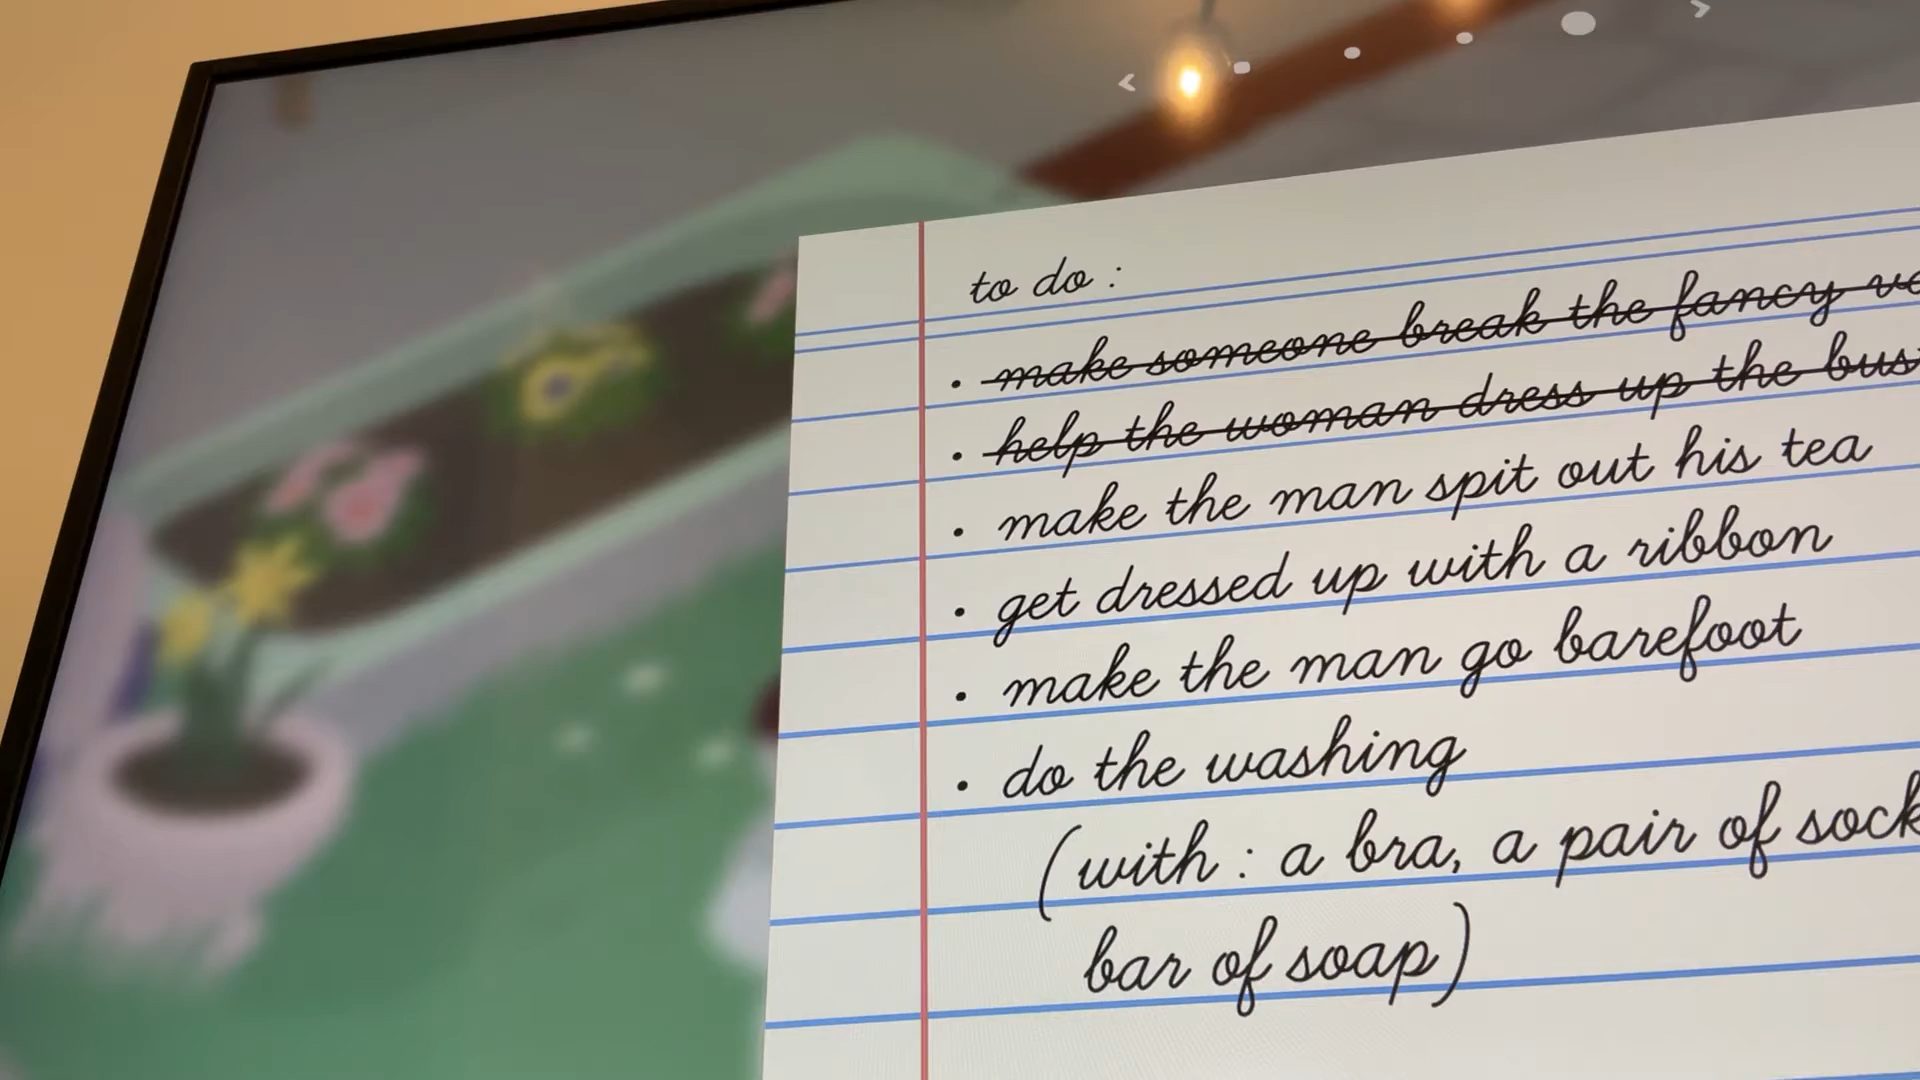 to do :
• make someone break the fancy
• help the woman dress up the
• make the man spit out his tea
• get dressed up with a ribbon
• make the man go barefoot
• do the washing
(with : a bra, a pair of
bar of soap)